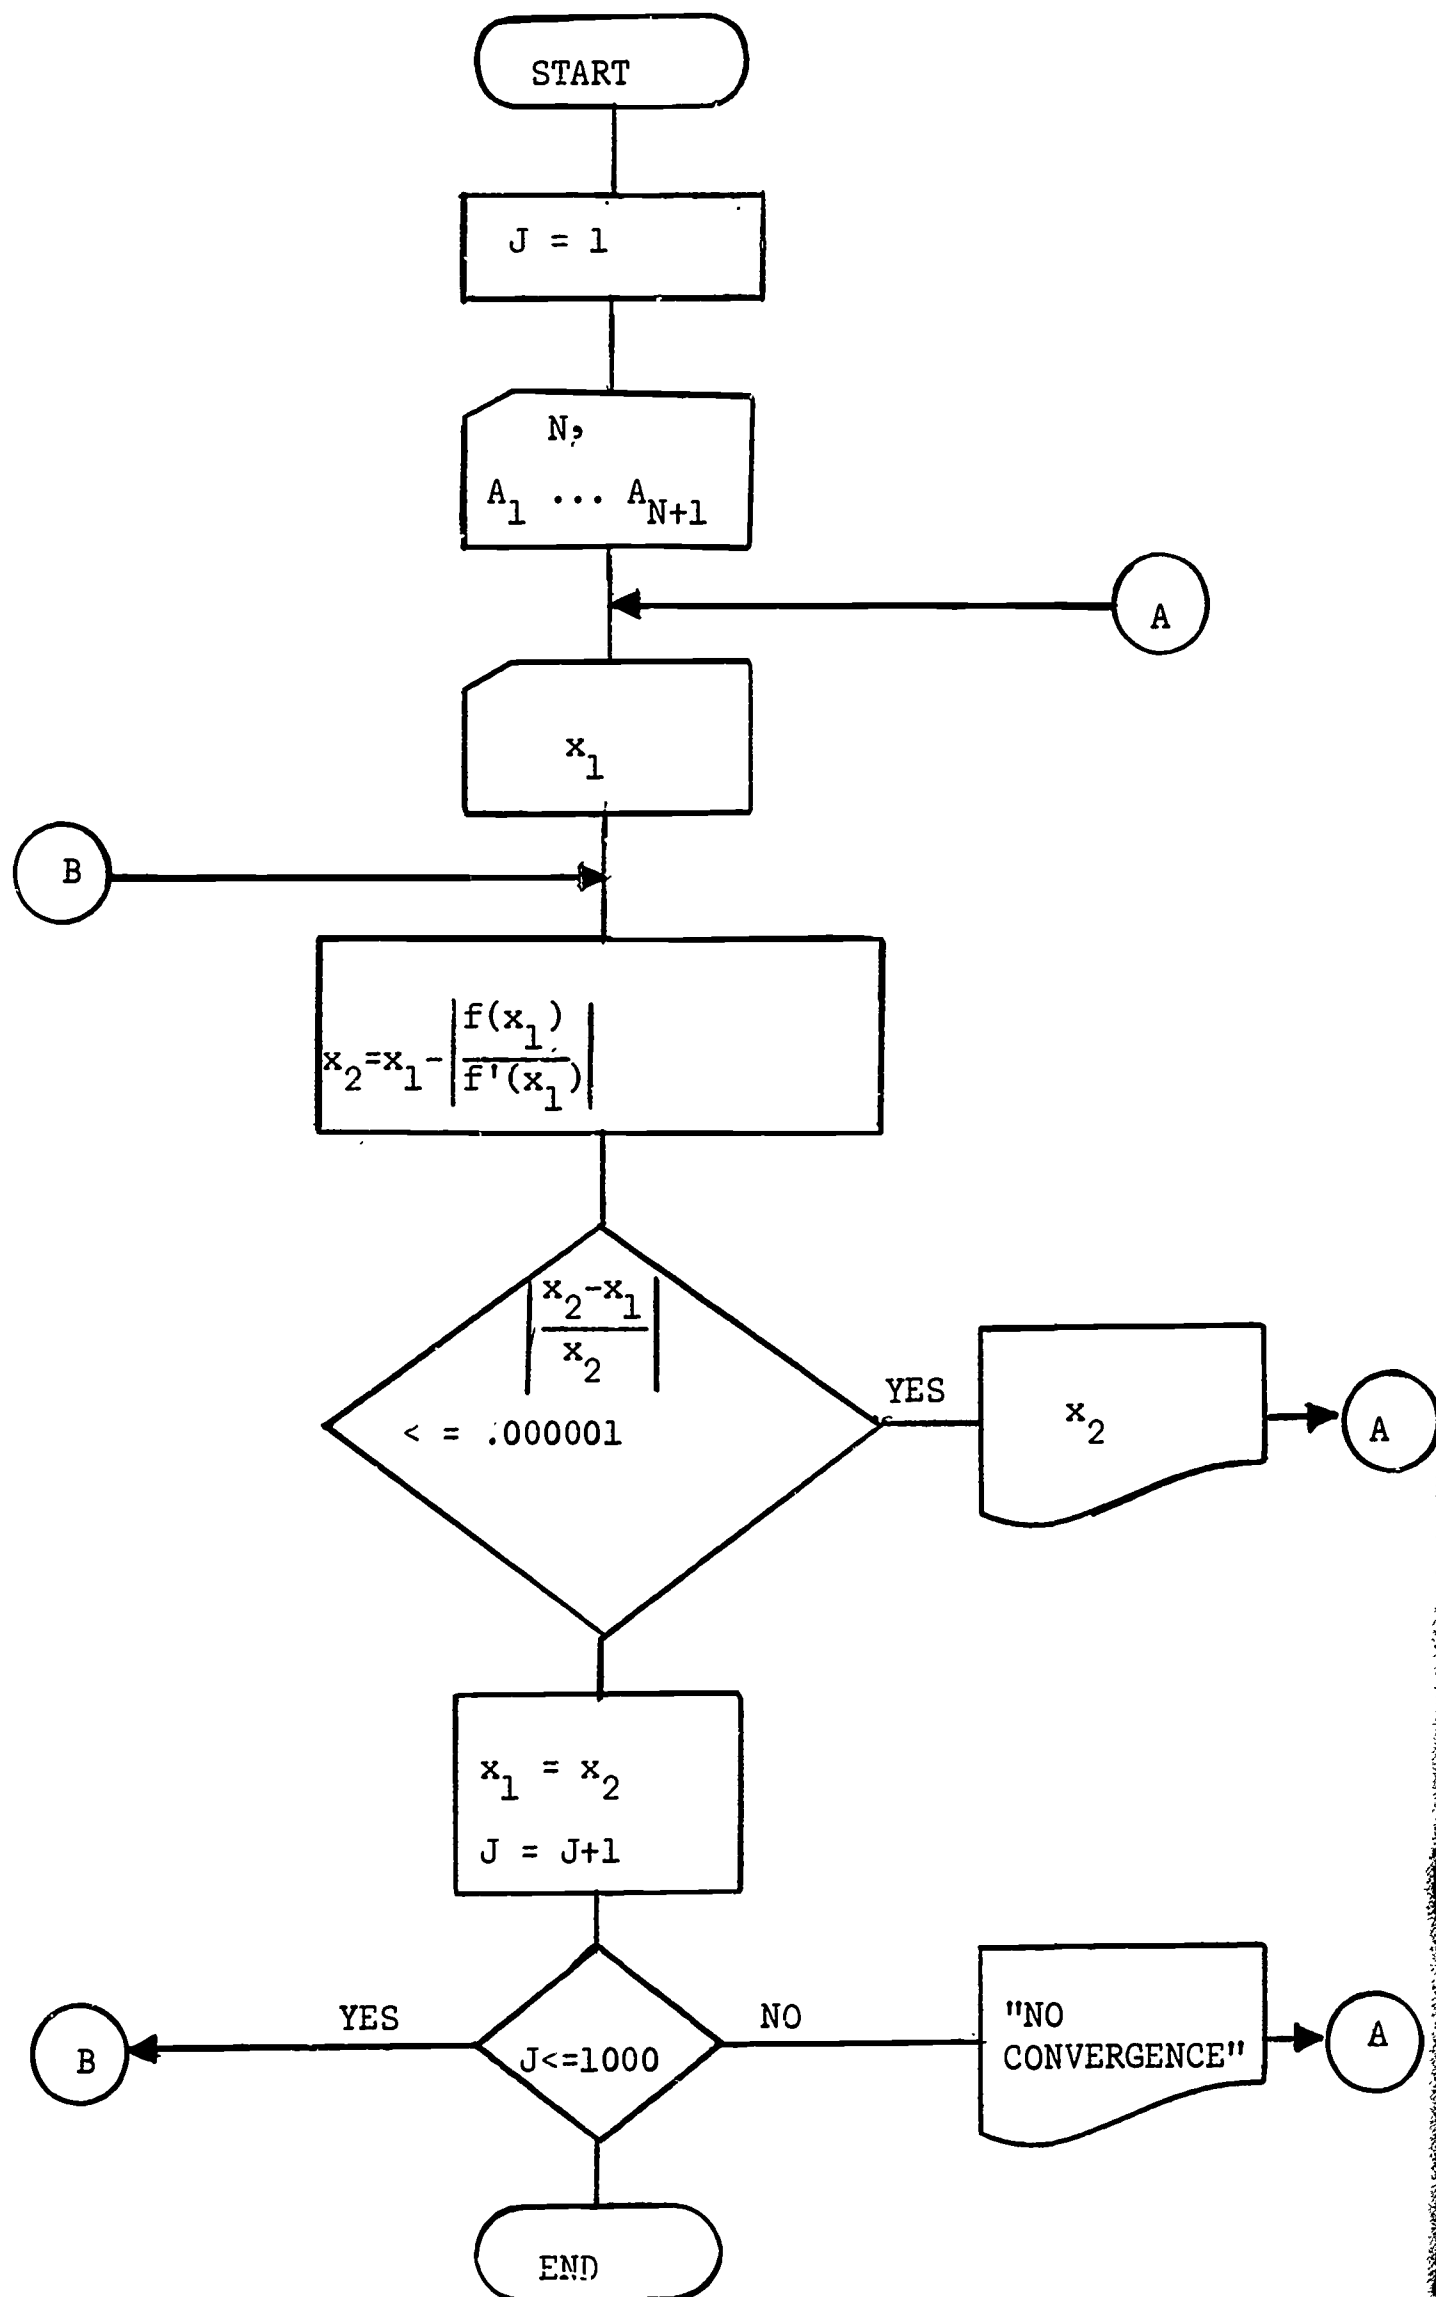 START
J = 1
N,
A1 ... AN+1
A
x1
B
f(x1)
x2=x1-
f'(x1)
x2-x1
x2
< = .000001
YES
x2
A
x1 = x2
J = J+1
YES
NO
"NO
CONVERGENCE"
A
B
J<=1000
END